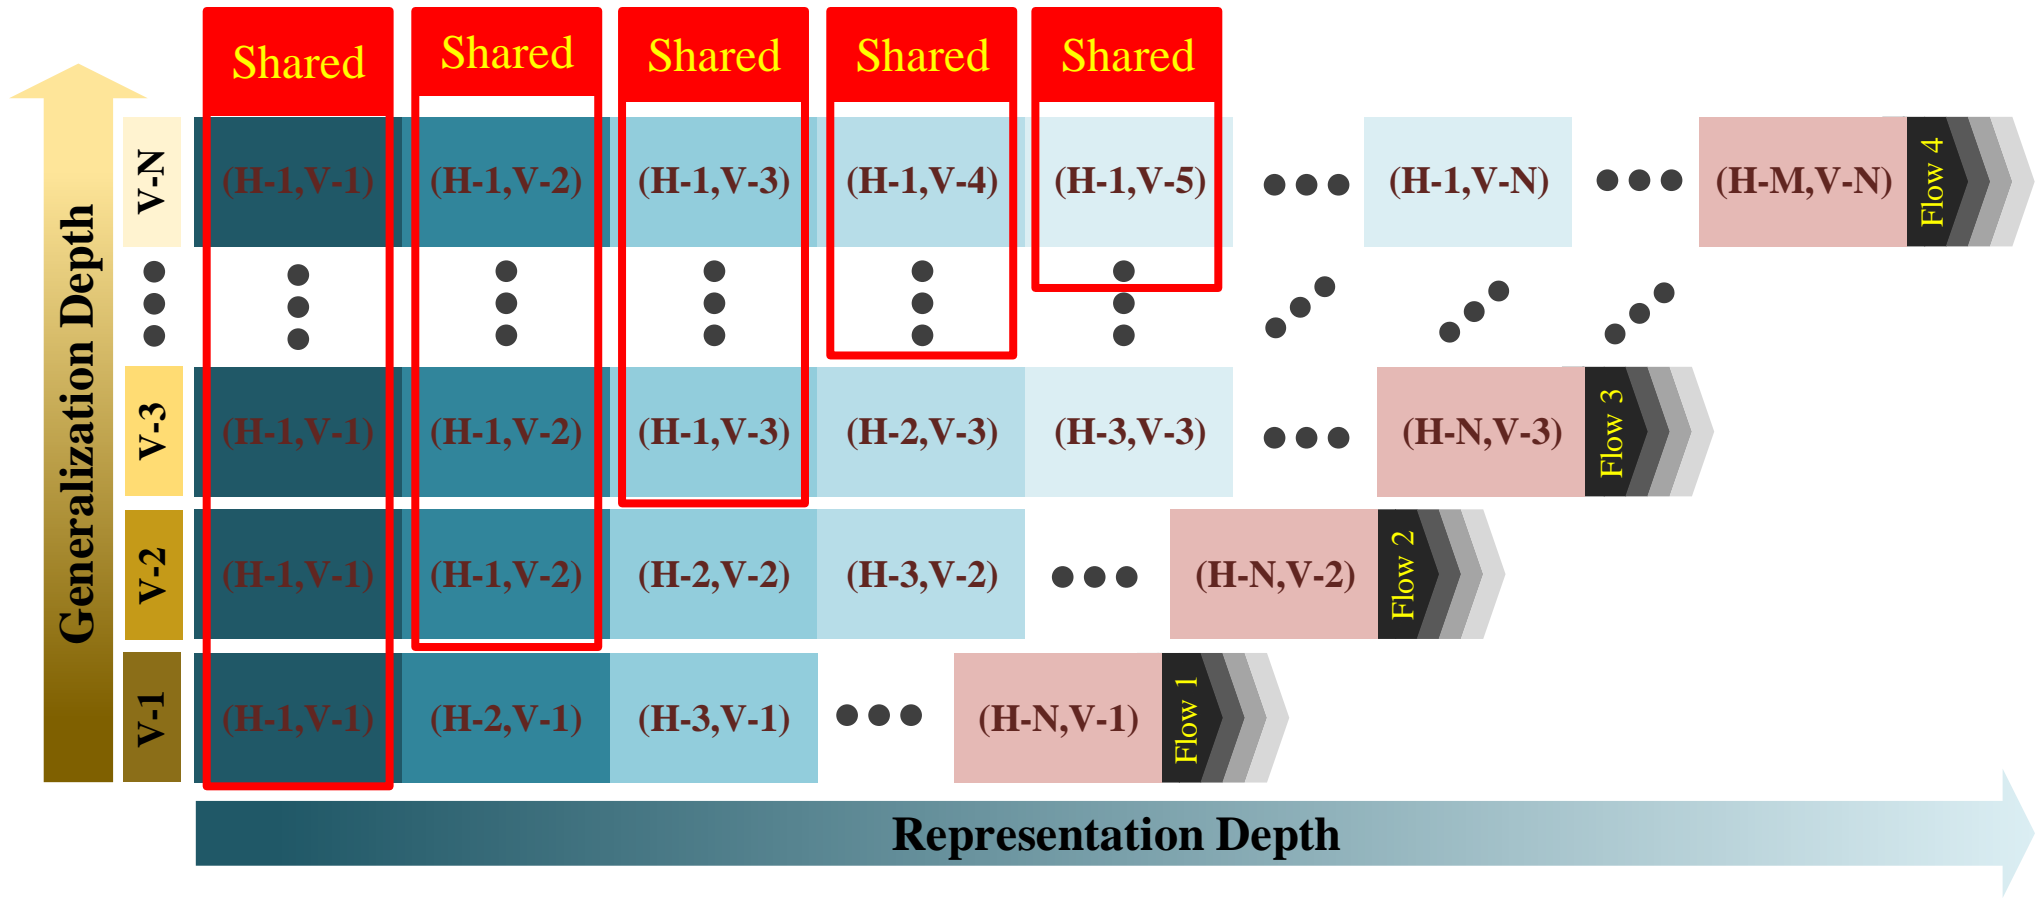 Shared
Shared
Shared
Shared
Shared
Generalization Depth
V-N
(H-1,V-1)
(H-1,V-2)
(H-1,V-3)
(H-1,V-4)
(H-1,V-5)
(H-1,V-N)
(H-M,V-N)
Flow 4
V-3
(H-1,V-1)
(H-1,V-2)
(H-1,V-3)
(H-2,V-3)
(H-3,V-3)
(H-N,V-3)
Flow 3
V-2
(H-1,V-1)
(H-1,V-2)
(H-2,V-2)
(H-3,V-2)
(H-N,V-2)
Flow 2
V-1
(H-1,V-1)
(H-2,V-1)
(H-3,V-1)
(H-N,V-1)
Flow 1
Representation Depth